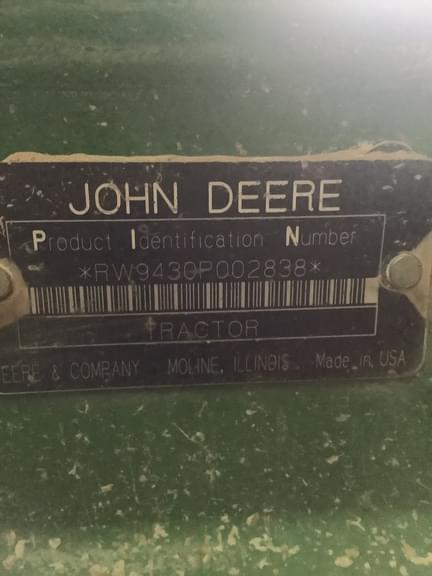 JOHN DEERE
Product Identification Number
*RW9430P002838*
TRACTOR
DEERE & COMPANY MOLINE, ILLINOIS Made in USA